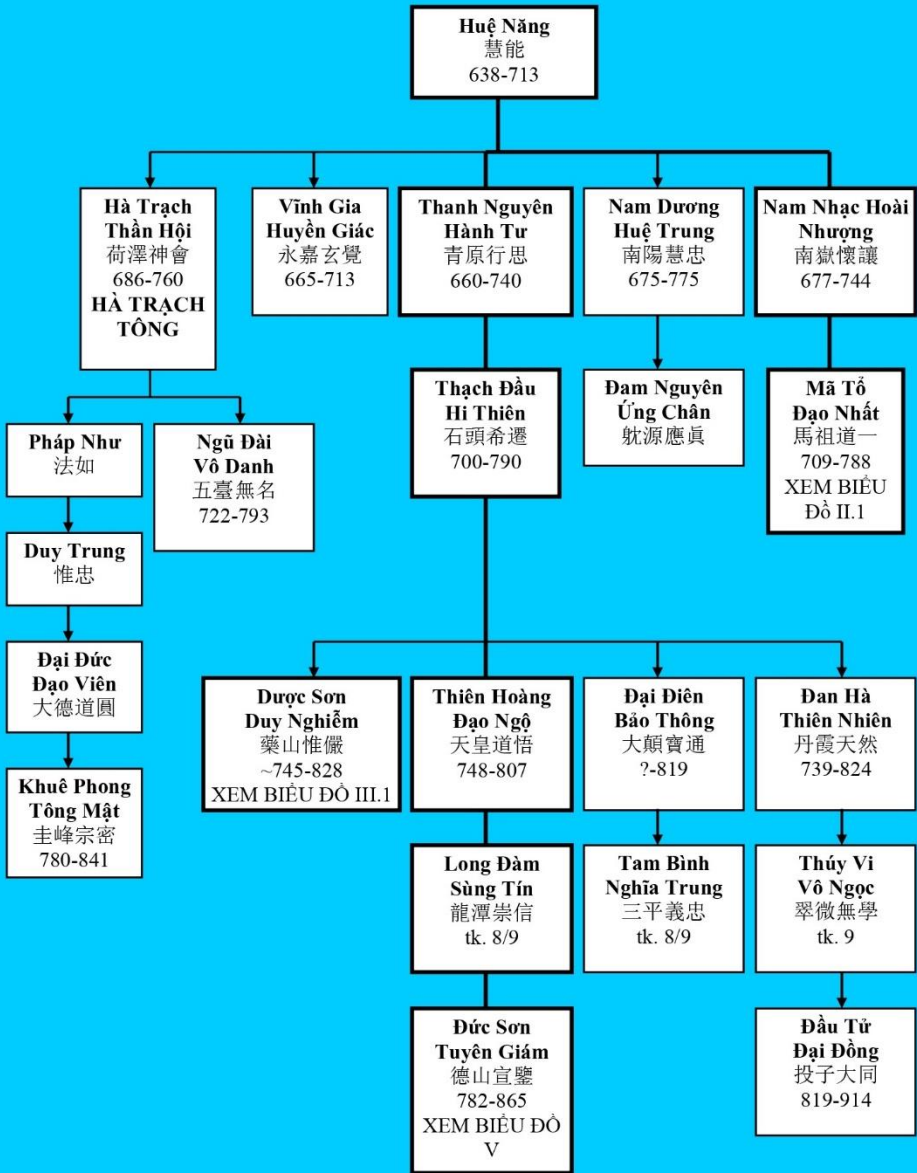 Huệ Năng
慧能
638-713
Hà Trạch
Thần Hội
荷澤神會
686-760
HÀ TRẠCH
TÔNG
Vĩnh Gia
Huyền Giác
永嘉玄覺
665-713
Thanh Nguyên
Hành Tư
青原行思
660-740
Nam Dương
Huệ Trung
南陽慧忠
675-775
Nam Nhạc Hoài
Nhượng
南嶽懷讓
677-744
Pháp Như
法如
Ngũ Đài
Vô Danh
五臺無名
722-793
Thạch Đầu
Hi Thiên
石頭希遷
700-790
Đam Nguyên
Ứng Chân
躭源應眞
Mã Tổ
Đạo Nhất
馬祖道一
709-788
XEM BIỂU
Đồ II.1
Duy Trung
惟忠
Đại Đức
Đạo Viên
大德道圓
Khuê Phong
Tông Mật
圭峰宗密
780-841
Dược Sơn
Duy Nghiễm
藥山惟儼
~745-828
XEM BIỂU ĐỒ III.1
Thiên Hoàng
Đạo Ngộ
天皇道悟
748-807
Đại Điên
Bảo Thông
大顛寶通
?-819
Đan Hà
Thiên Nhiên
丹霞天然
739-824
Long Đàm
Sùng Tín
龍潭崇信
tk. 8/9
Tam Bình
Nghĩa Trung
三平義忠
tk. 8/9
Thúy Vi
Vô Ngọc
翠微無學
tk. 9
Đức Sơn
Tuyên Giám
德山宣鑒
782-865
XEM BIỂU ĐỒ
V
Đầu Tử
Đại Đồng
投子大同
819-914